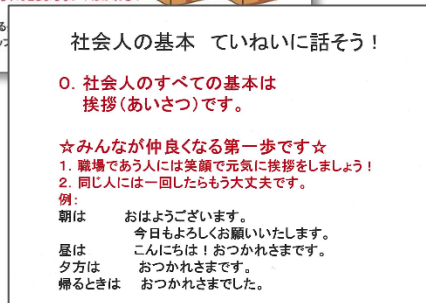 社会人の基本　ていねいに話そう！
０．社会人のすべての基本は
挨拶（あいさつ）です。
☆みんなが仲良くなる第一歩です☆
１．職場であう人には笑顔で元気に挨拶をしましょう！
２．同じ人には一回したらもう大丈夫です。
例：
朝は　　　おはようございます。
今日もよろしくお願いいたします。
昼は　　　こんにちは！おつかれさまです。
夕方は　　　おつかれさまです。
帰るときは　おつかれさまでした。